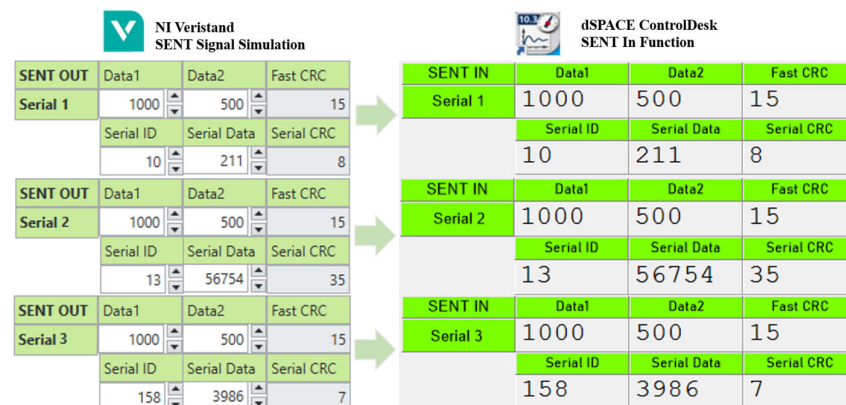 NI Veristand
SENT Signal Simulation
10.3
dSPACE ControlDesk
SENT In Function
SENT OUT Data1 Data2 Fast CRC
Serial 1 1000 500 15
Serial ID Serial Data Serial CRC
10 211 8
SENT OUT Data1 Data2 Fast CRC
Serial 2 1000 500 15
Serial ID Serial Data Serial CRC
13 56754 35
SENT OUT Data1 Data2 Fast CRC
Serial 3 1000 500 15
Serial ID Serial Data Serial CRC
158 3986 7
SENT IN Data1 Data2 Fast CRC
Serial 1 1000 500 15
Serial ID Serial Data Serial CRC
10 211 8
SENT IN Data1 Data2 Fast CRC
Serial 2 1000 500 15
Serial ID Serial Data Serial CRC
13 56754 35
SENT IN Data1 Data2 Fast CRC
Serial 3 1000 500 15
Serial ID Serial Data Serial CRC
158 3986 7